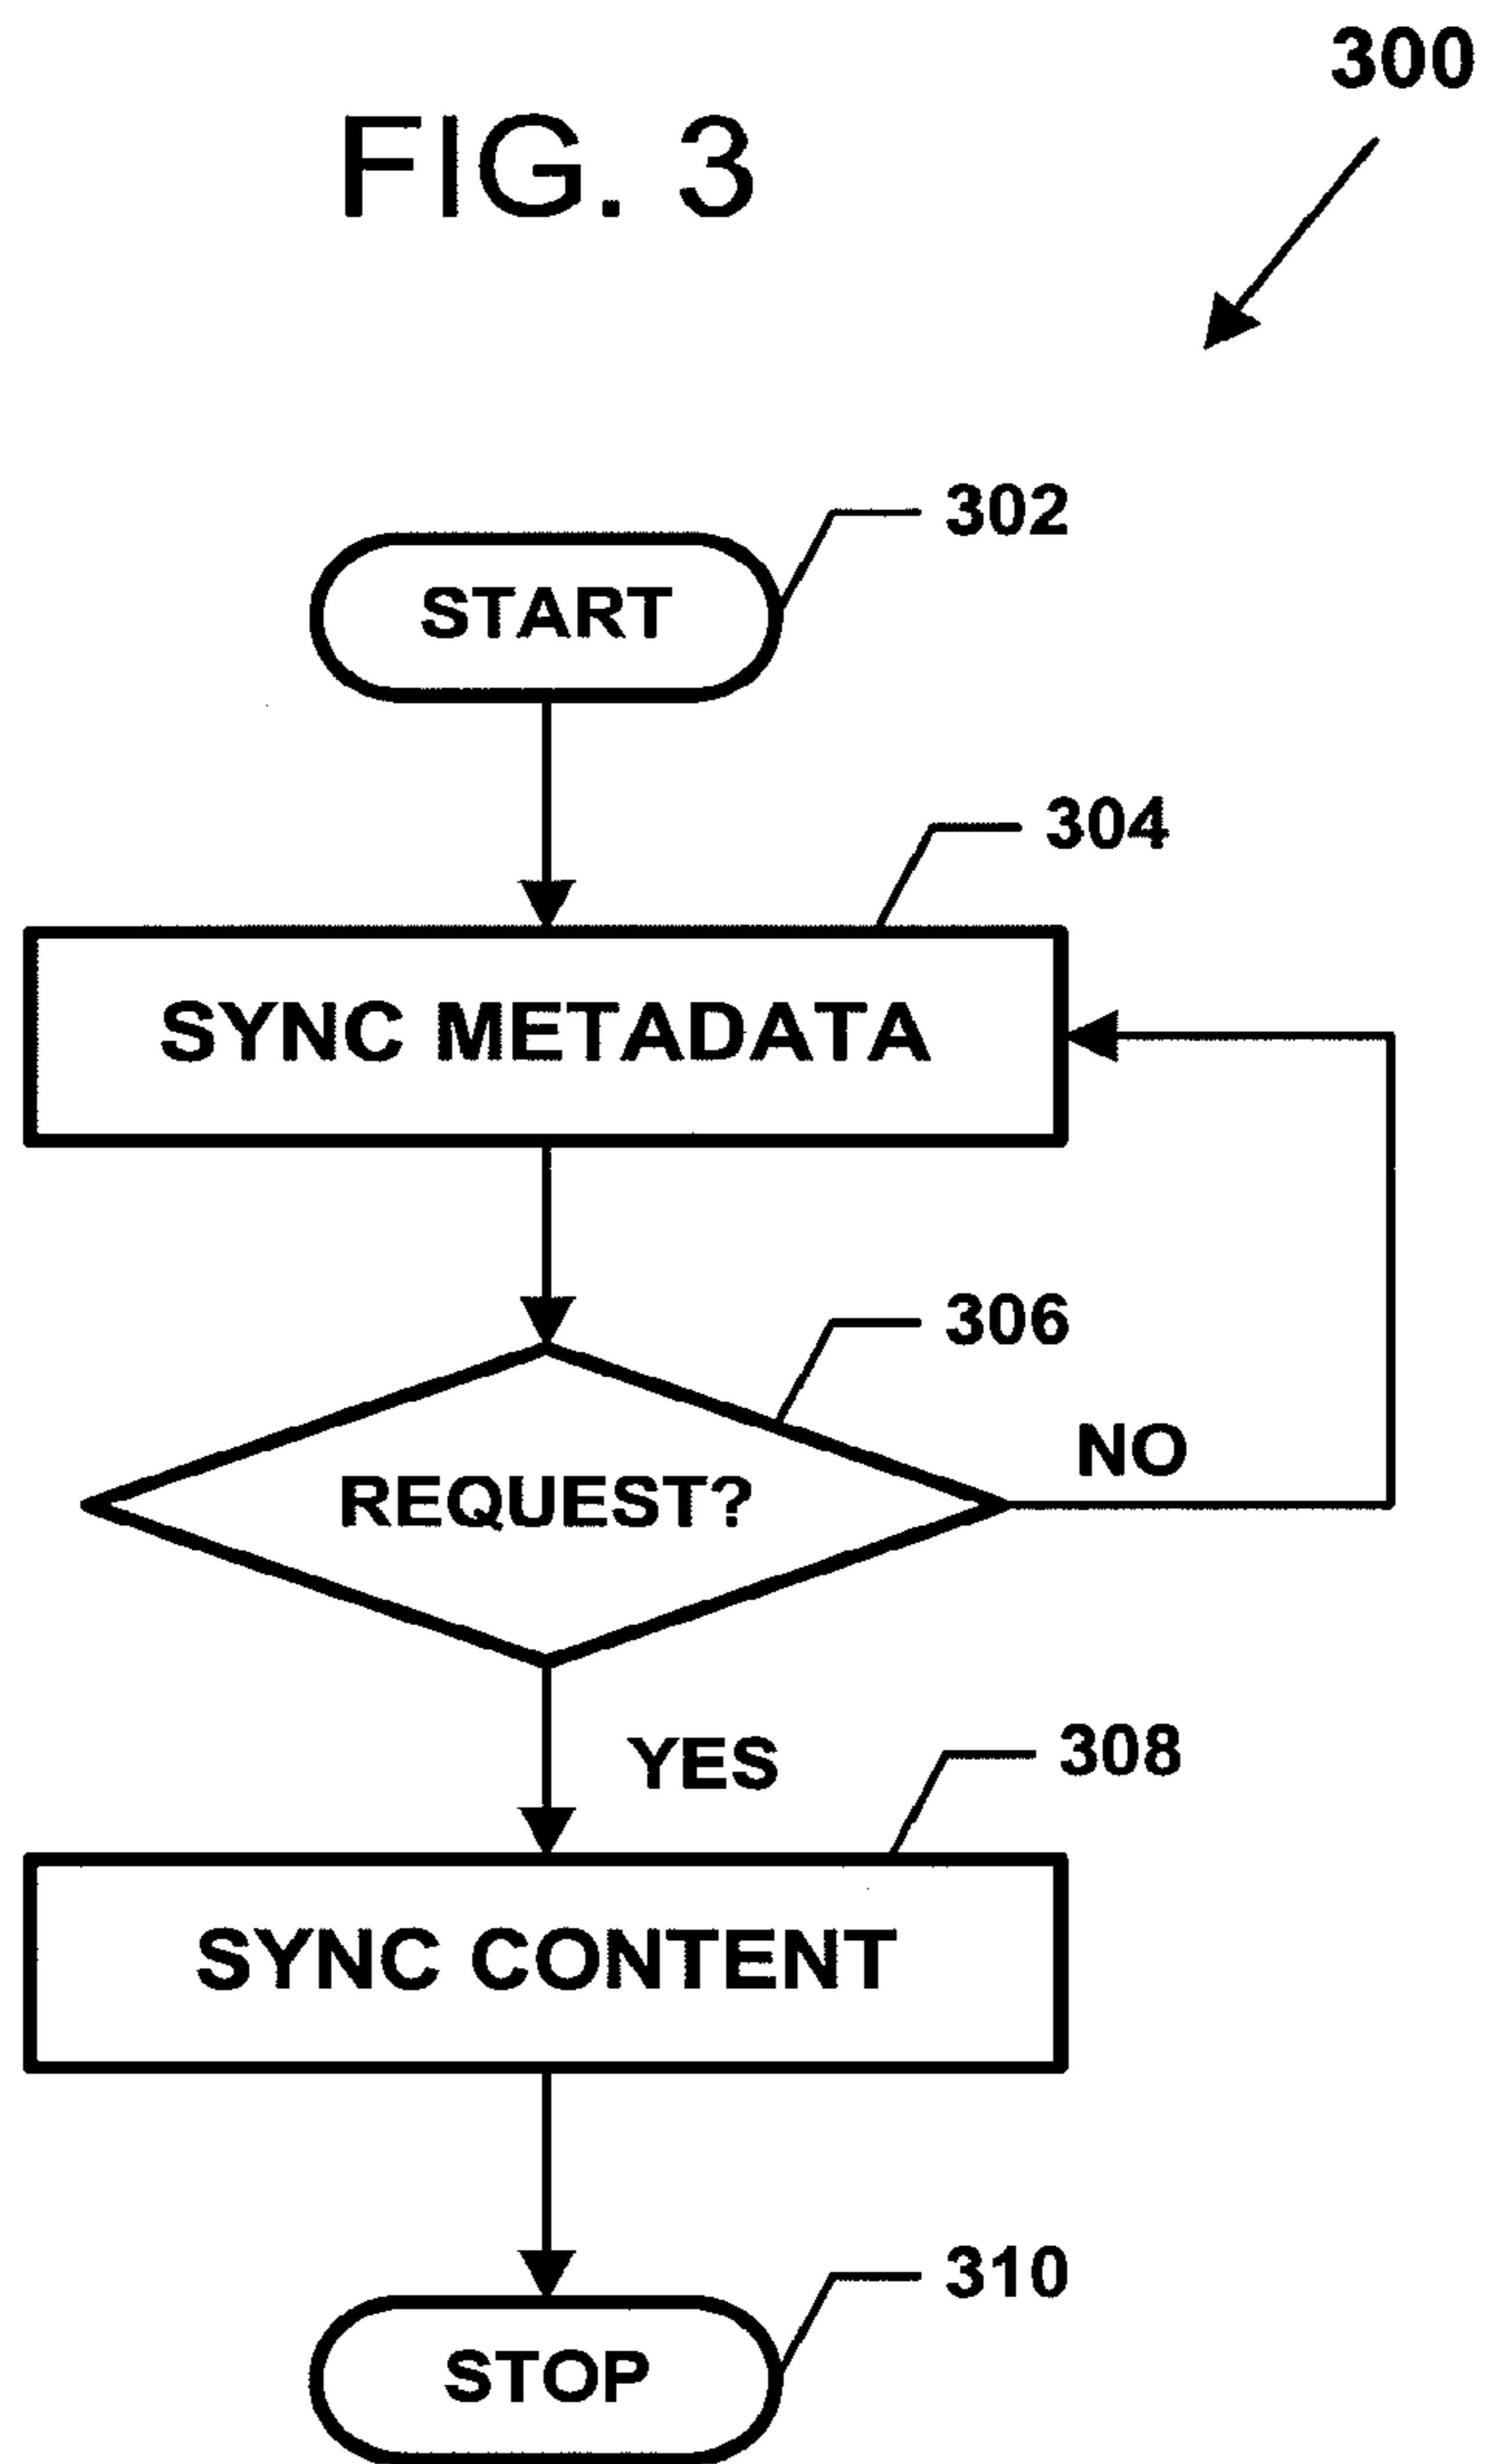 300
FIG. 3
302
START
304
SYNC METADATA
306
REQUEST?
NO
YES
308
SYNC CONTENT
310
STOP